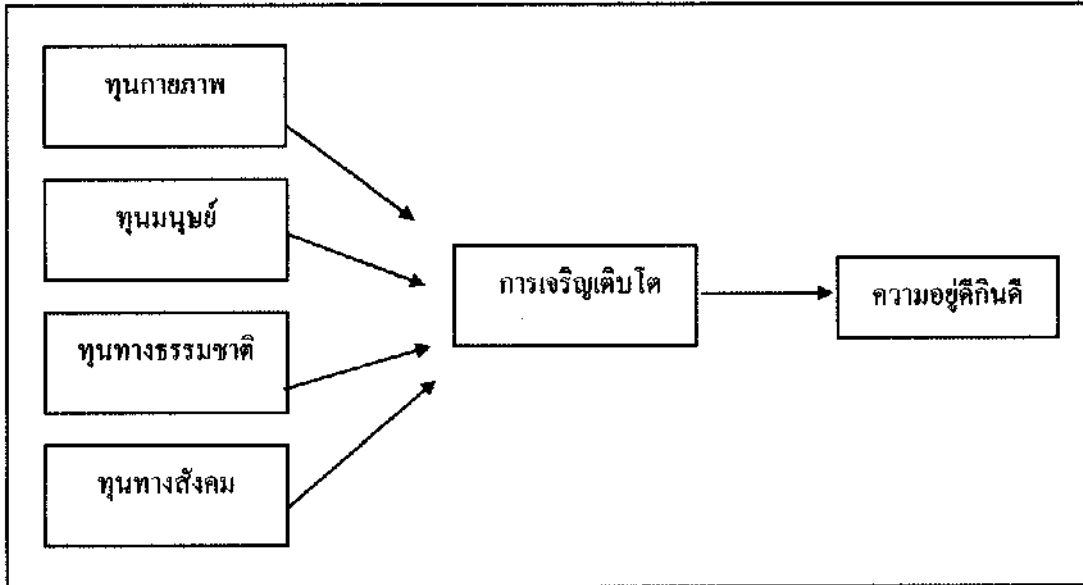 ทุนกายภาพ
ทุนมนุษย์
ทุนทางธรรมชาติ
ทุนทางสังคม
การเจริญเติบโต
ความอยู่ดีกินดี